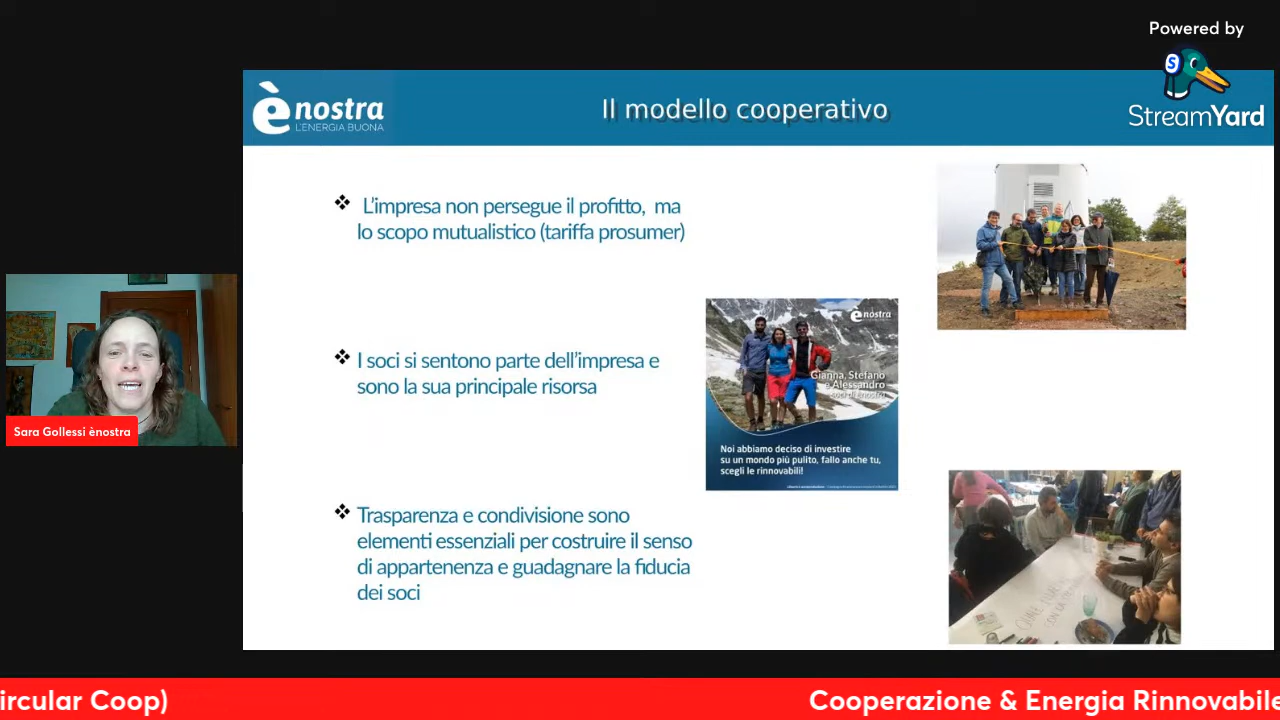 Powered by
StreamYard
ènostra
L'ENERGIA BUONA
Il modello cooperativo
L'impresa non persegue il profitto, ma
lo scopo mutualistico (tariffa prosumer)
I soci si sentono parte dell'impresa e
sono la sua principale risorsa
Trasparenza e condivisione sono
elementi essenziali per costruire il senso
di appartenenza e guadagnare la fiducia
dei soci
ènostra
Gianna, Stefano
e Alessandro
soci di ènostra
Noi abbiamo deciso di investire
su un mondo più pulito, fallo anche tu,
scegli le rinnovabili!
Sara Gollessi ènostra
ircular Coop)
Cooperazione & Energia Rinnovabile